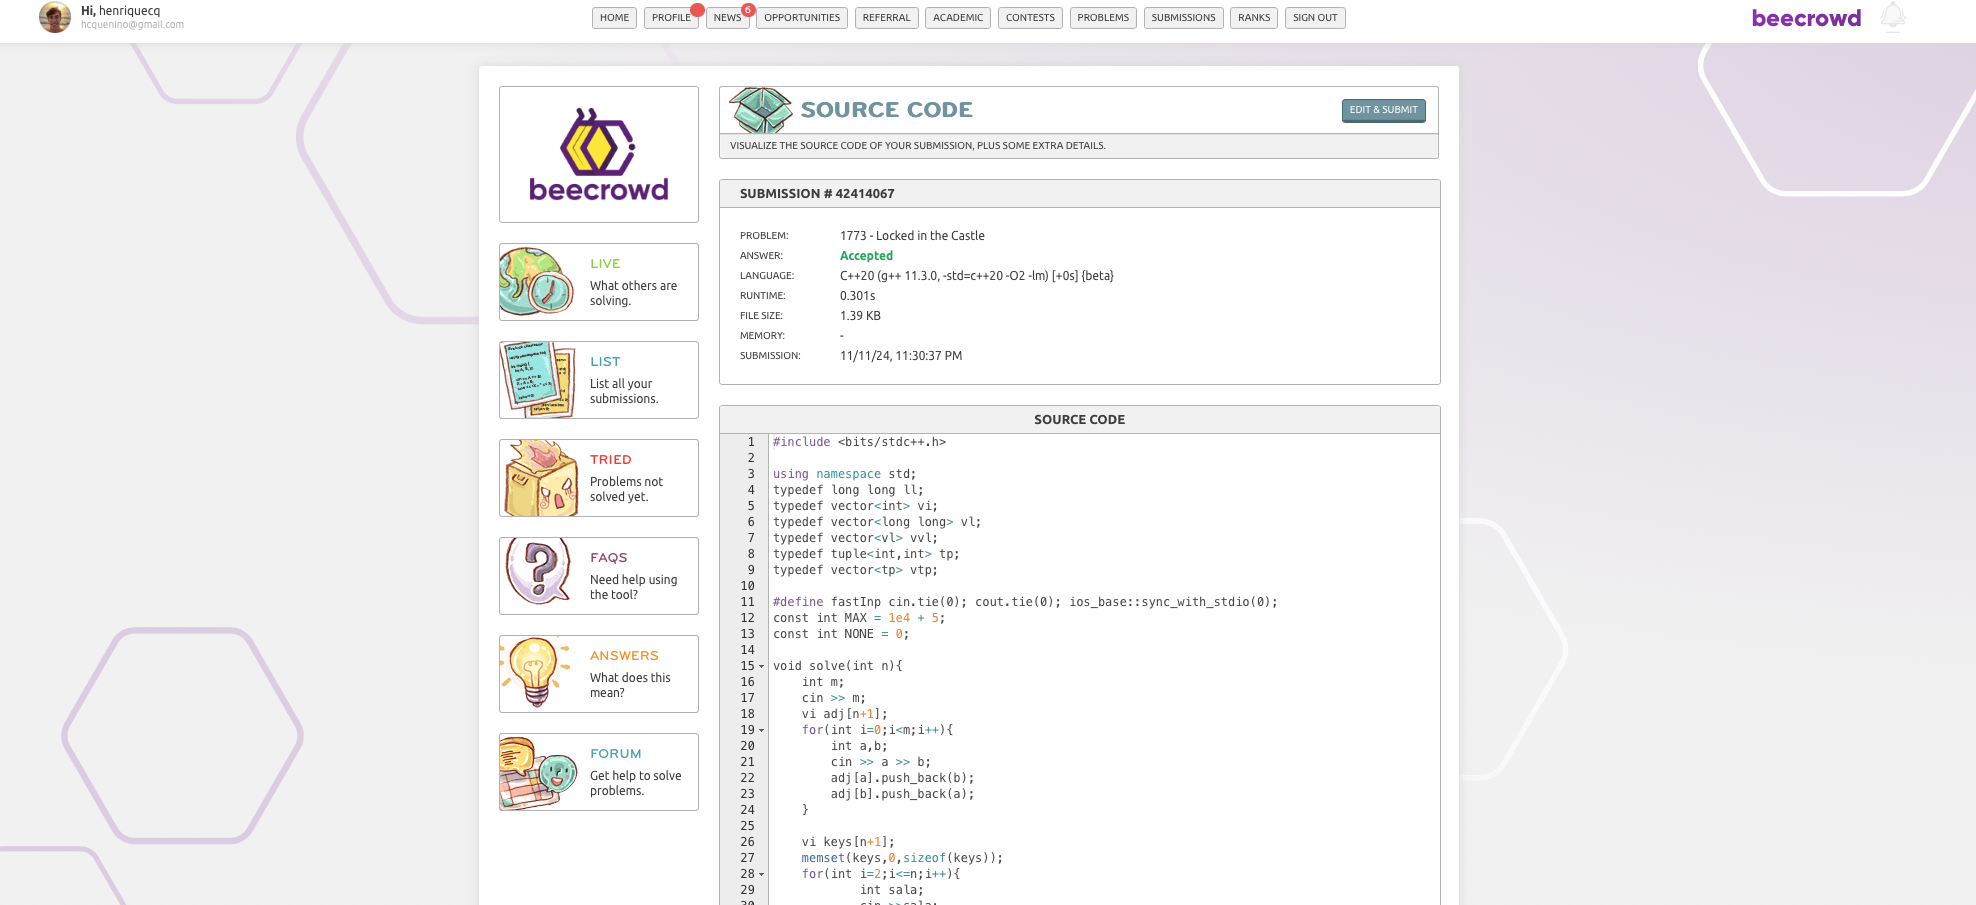 Hi, henriquecq
hcquenino@gmail.com
HOME PROFILE NEWS 6 OPPORTUNITIES REFERRAL ACADEMIC CONTESTS PROBLEMS SUBMISSIONS RANKS SIGN OUT
beecrowd
beecrowd
LIVE
What others are
solving.
LIST
List all your
submissions.
TRIED
Problems not
solved yet.
FAQS
Need help using
the tool?
ANSWERS
What does this
mean?
FORUM
Get help to solve
problems.
SOURCE CODE
EDIT & SUBMIT
VISUALIZE THE SOURCE CODE OF YOUR SUBMISSION, PLUS SOME EXTRA DETAILS.
SUBMISSION # 42414067
PROBLEM: 1773 - Locked in the Castle
ANSWER: Accepted
LANGUAGE: C++20 (g++ 11.3.0, -std=c++20 -O2 -lm) [+0s] {beta}
RUNTIME: 0.301s
FILE SIZE: 1.39 KB
MEMORY: -
SUBMISSION: 11/11/24, 11:30:37 PM
SOURCE CODE
1 #include <bits/stdc++.h>
2
3 using namespace std;
4 typedef long long ll;
5 typedef vector<int> vi;
6 typedef vector<long long> vl;
7 typedef vector<vl> vvl;
8 typedef tuple<int,int> tp;
9 typedef vector<tp> vtp;
10
11 #define fastInp cin.tie(0); cout.tie(0); ios_base::sync_with_stdio(0);
12 const int MAX = 1e4 + 5;
13 const int NONE = 0;
14
15 void solve(int n){
16     int m;
17     cin >> m;
18     vi adj[n+1];
19     for(int i=0;i<m;i++){
20         int a,b;
21         cin >> a >> b;
22         adj[a].push_back(b);
23         adj[b].push_back(a);
24     }
25
26     vi keys[n+1];
27     memset(keys,0,sizeof(keys));
28     for(int i=2;i<=n;i++){
29             int sala;
30             cin >>sala;